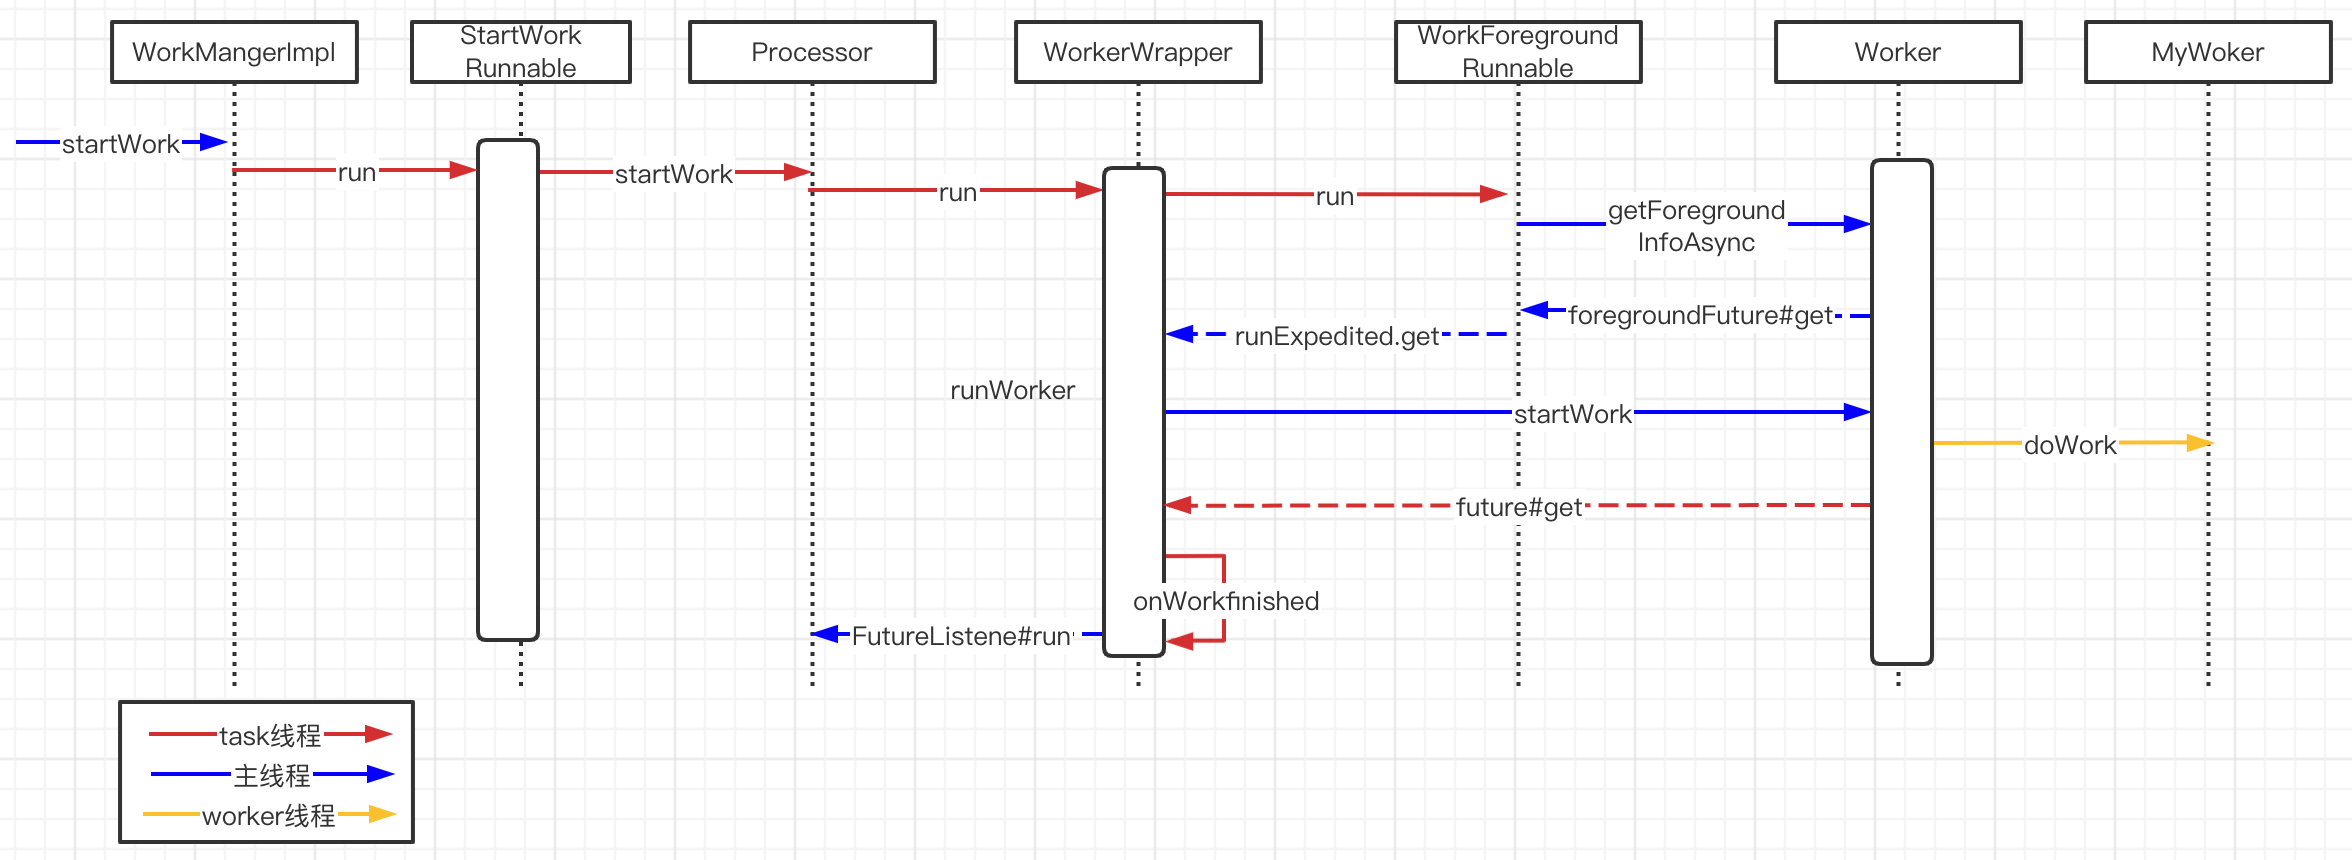 WorkMangerImpl
StartWork
Runnable
Processor
WorkerWrapper
WorkForeground
Runnable
Worker
MyWoker
startWork
run
startWork
run
run
getForeground
InfoAsync
foregroundFuture#get
runExpedited.get
runWorker
startWork
doWork
future#get
onWorkfinished
FutureListene#run
task线程
主线程
worker线程